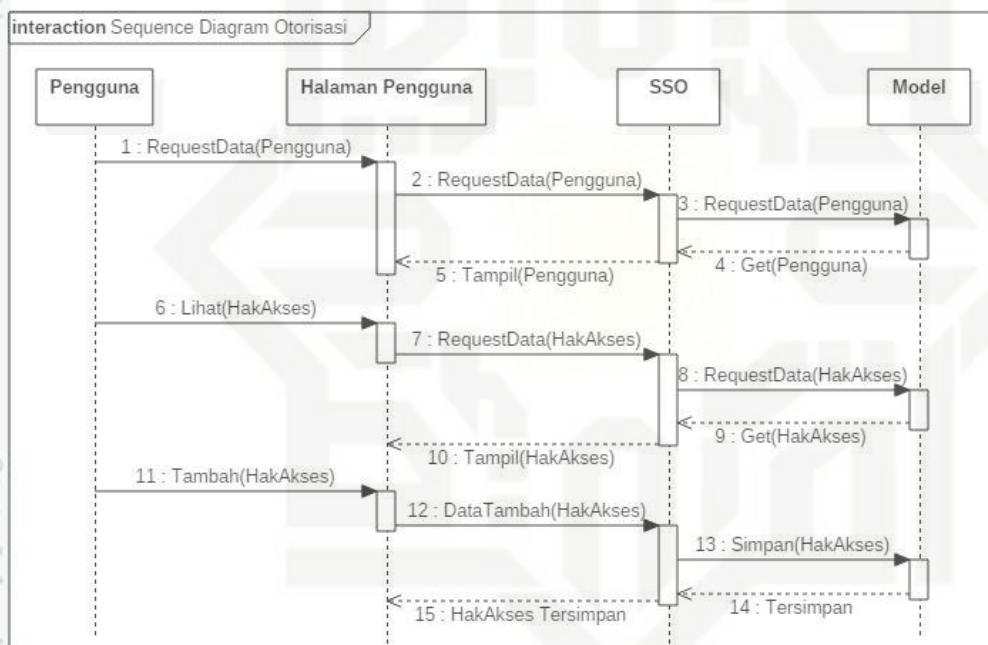 interaction Sequence Diagram Otorisasi
Pengguna
Halaman Pengguna
SSO
Model
1 : RequestData(Pengguna)
2 : RequestData(Pengguna)
3 : RequestData(Pengguna)
4 : Get(Pengguna)
5 : Tampil(Pengguna)
6 : Lihat(HakAkses)
7 : RequestData(HakAkses)
8 : RequestData(HakAkses)
9 : Get(HakAkses)
10 : Tampil(HakAkses)
11 : Tambah(HakAkses)
12 : DataTambah(HakAkses)
13 : Simpan(HakAkses)
14 : Tersimpan
15 : HakAkses Tersimpan